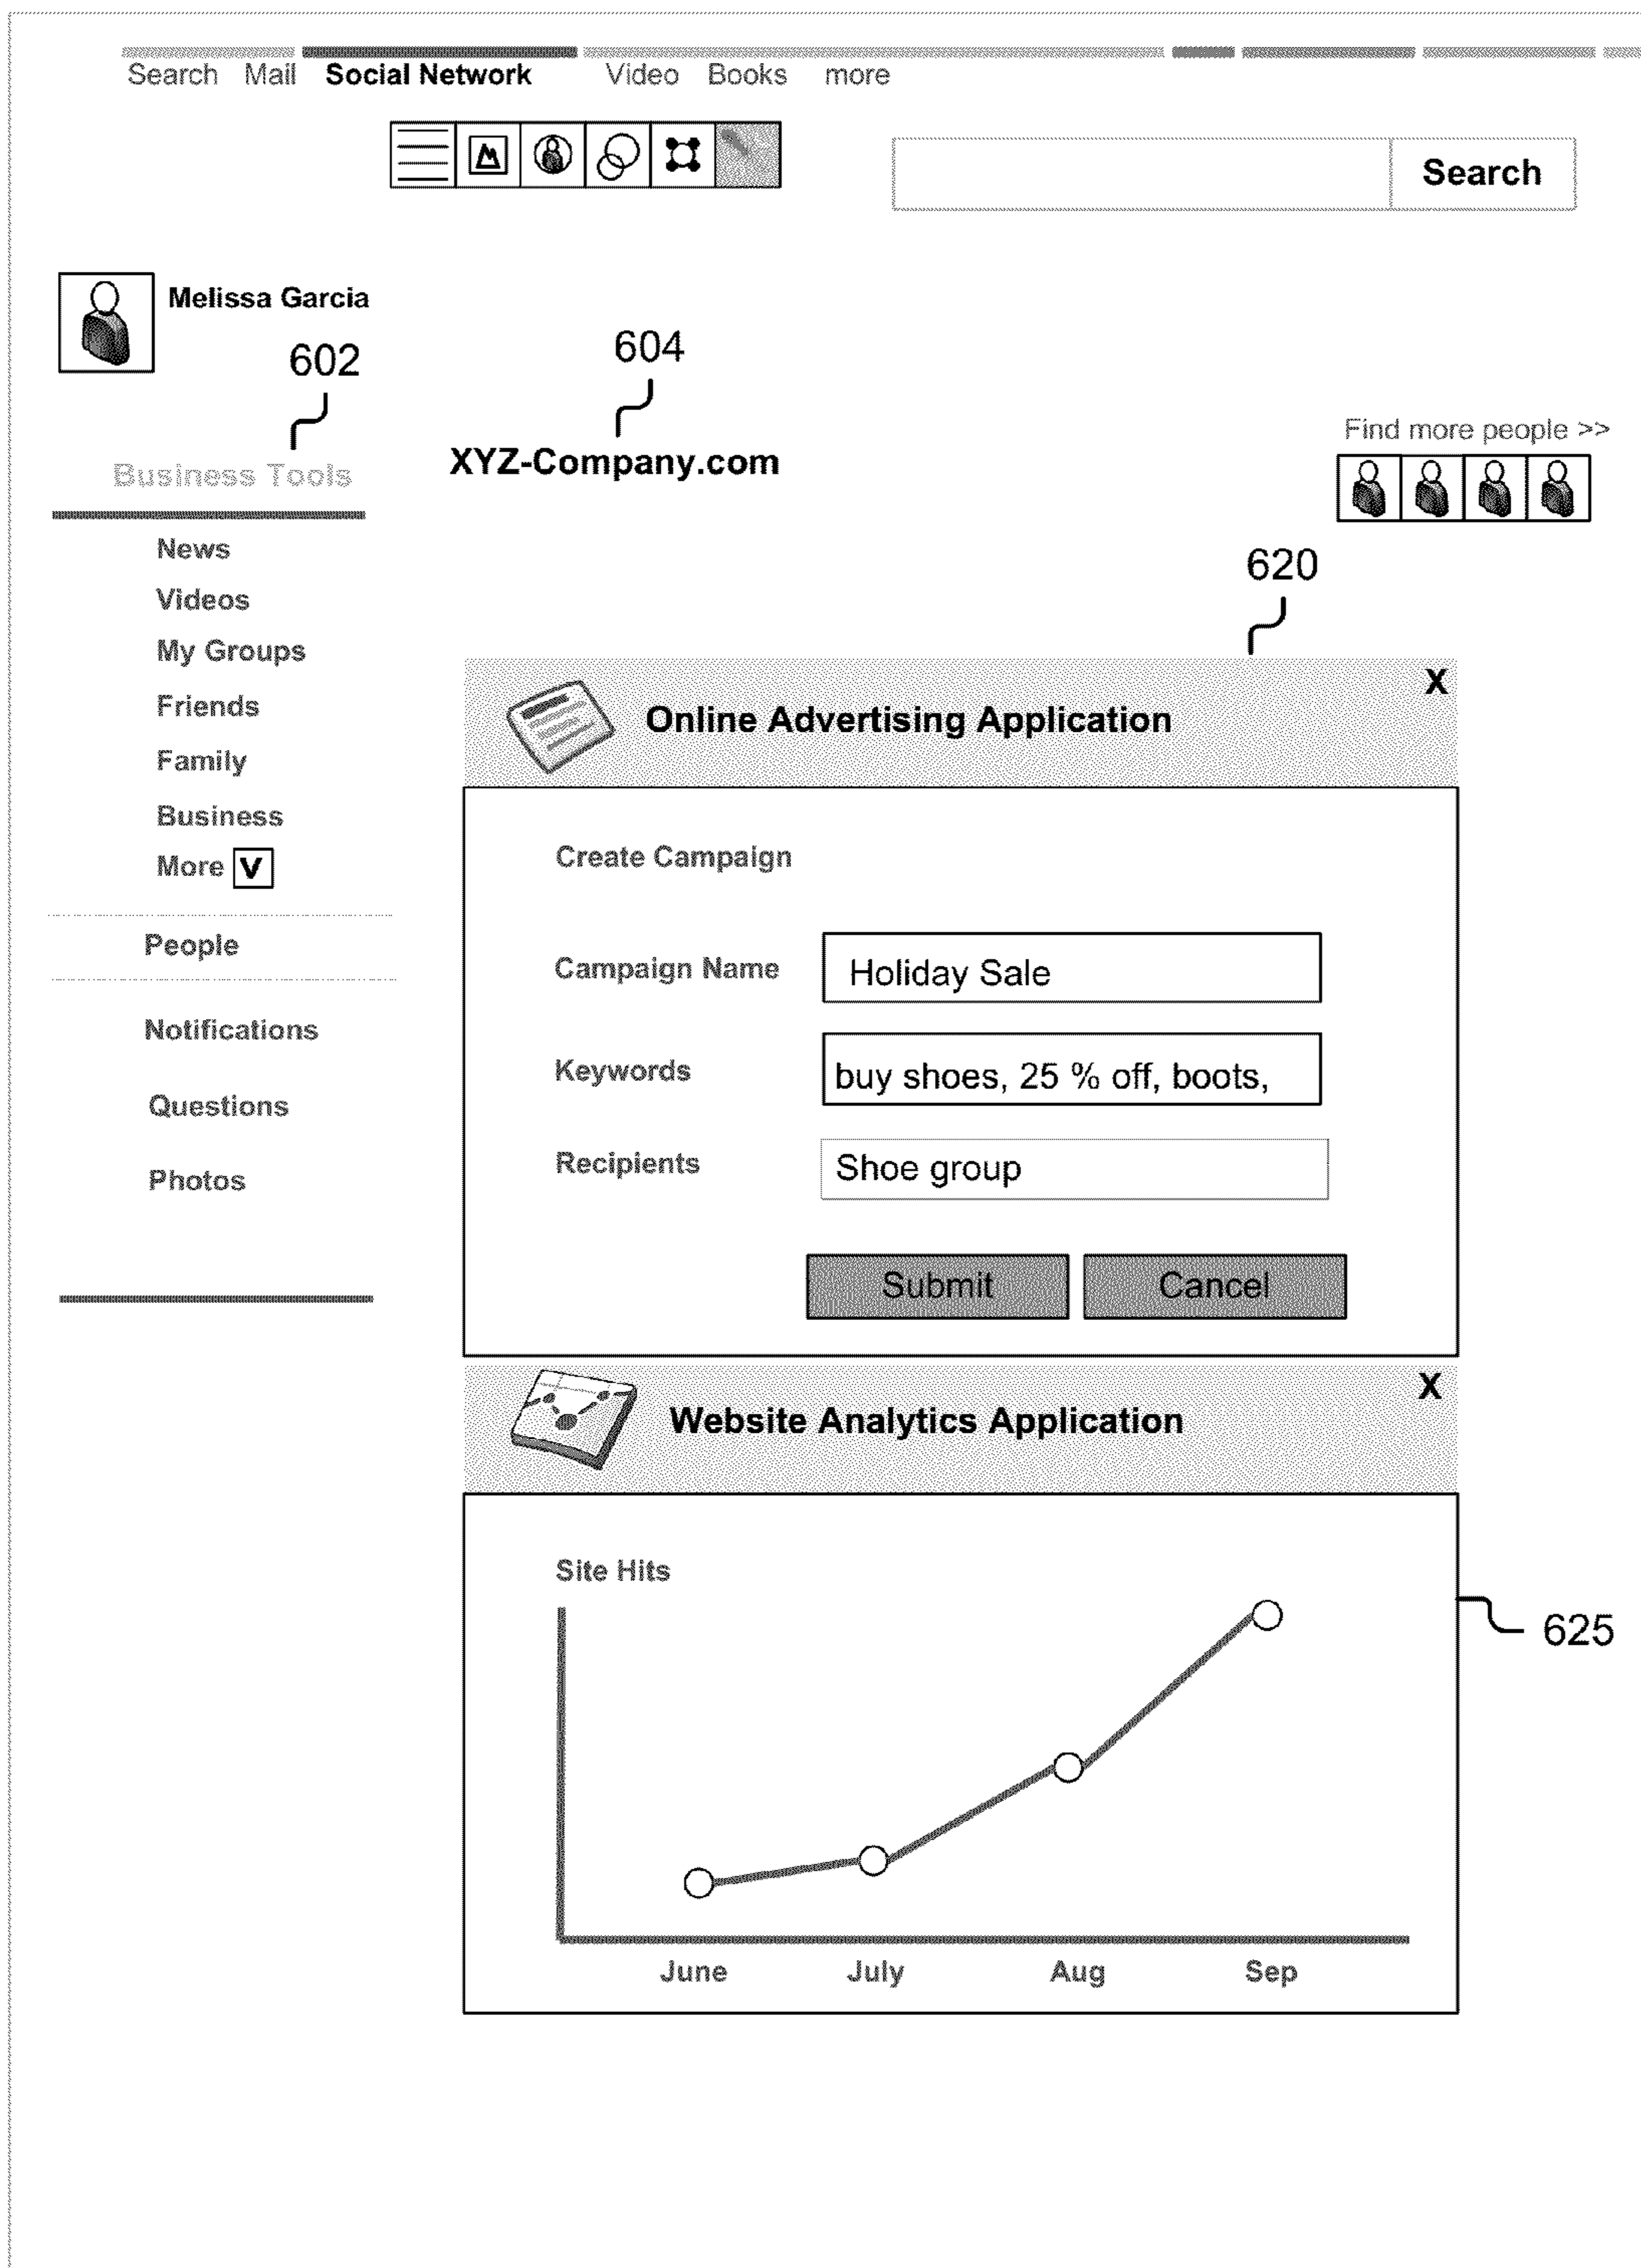 Search Mail Social Network Video Books more
Search
Melissa Garcia
602
604
Business Tools
XYZ-Company.com
Find more people >>
News
Videos
My Groups
Friends
Family
Business
More V
People
Notifications
Questions
Photos
620
Online Advertising Application X
Create Campaign
Campaign Name Holiday Sale
Keywords buy shoes, 25 % off, boots,
Recipients Shoe group
Submit Cancel
Website Analytics Application X
Site Hits
625
June July Aug Sep